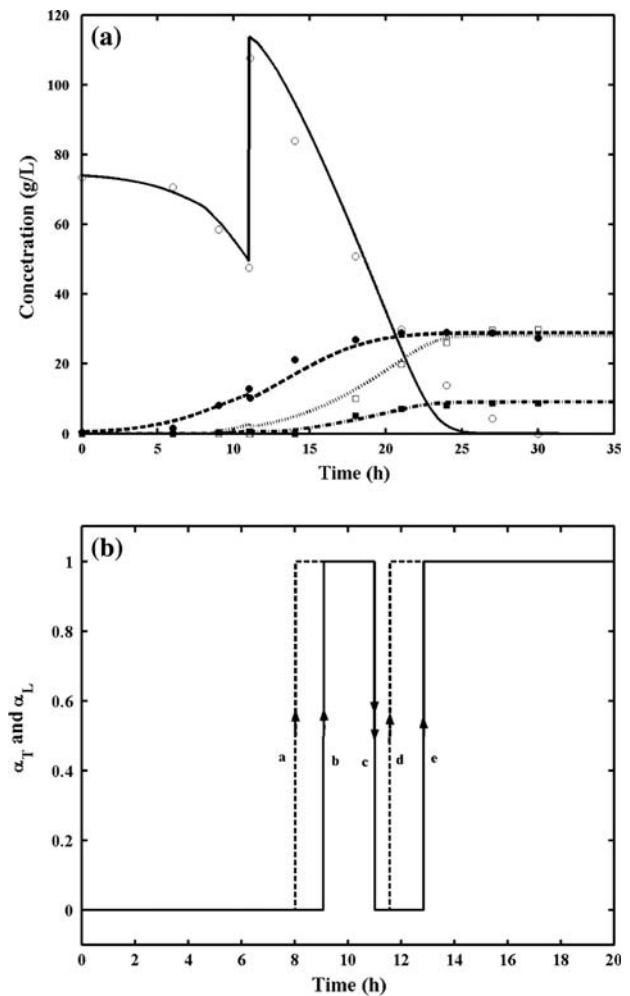 (a)
120
100
80
60
40
20
0
Concetration (g/L)
0 5 10 15 20 25 30 35
Time (h)
(b)
1
0.8
0.6
0.4
0.2
0
α_T and α_L
a b c d e
0 2 4 6 8 10 12 14 16 18 20
Time (h)